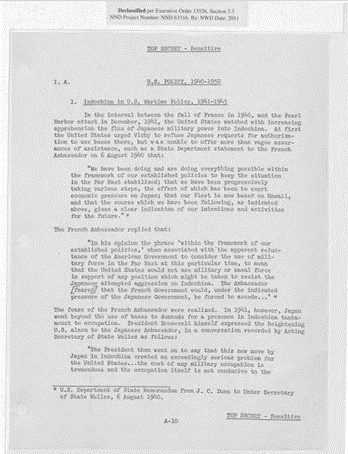 Declassified per Executive Order 13526, Section 3.3
NND Project Number: NND 63316. By: NWD Date: 2011
TOP SECRET - Sensitive
I. A. U.S. POLICY, 1940-1950
1. Indochina in U.S. Wartime Policy, 1941-1945
In the interval between the fall of France in 1940, and the Pearl
Harbor attack in December, 1941, the United States watched with increasing
apprehension the flux of Japanese military power into Indochina. At first
the United States urged Vichy to refuse Japanese requests for authoriza-
tion to use bases there, but was unable to offer more than vague assur-
ances of assistance, such as a State Department statement to the French
Ambassador on 6 August 1940 that:
"We have been doing and are doing everything possible within
the framework of our established policies to keep the situation
in the Far East stabilized; that we have been progressively
taking various steps, the effect of which has been to exert
economic pressure on Japan; that our Fleet is now based on Hawaii,
and that the course which we have been following, as indicated
above, gives a clear indication of our intentions and activities
for the future." *
The French Ambassador replied that:
"In his opinion the phrase 'within the framework of our
established policies,' when associated with the apparent reluc-
tance of the American Government to consider the use of mili-
tary force in the Far East at this particular time, to mean
that the United States would not use military or naval force
in support of any position which might be taken to resist the
Japanese attempted aggression on Indochina. The Ambassador
[feared] that the French Government would, under the indicated
pressure of the Japanese Government, be forced to accede..." *
The fears of the French Ambassador were realized. In 1941, however, Japan
went beyond the use of bases to demands for a presence in Indochina tanta-
mount to occupation. President Roosevelt himself expressed the heightening
U.S. alarm to the Japanese Ambassador, in a conversation recorded by Acting
Secretary of State Welles as follows:
"The President then went on to say that this new move by
Japan in Indochina created an exceedingly serious problem for
the United States...the cost of any military occupation is
tremendous and the occupation itself is not conducive to the
* U.S. Department of State Memorandum from J. C. Dunn to Under Secretary
of State Welles, 6 August 1940.
A-10
TOP SECRET - Sensitive